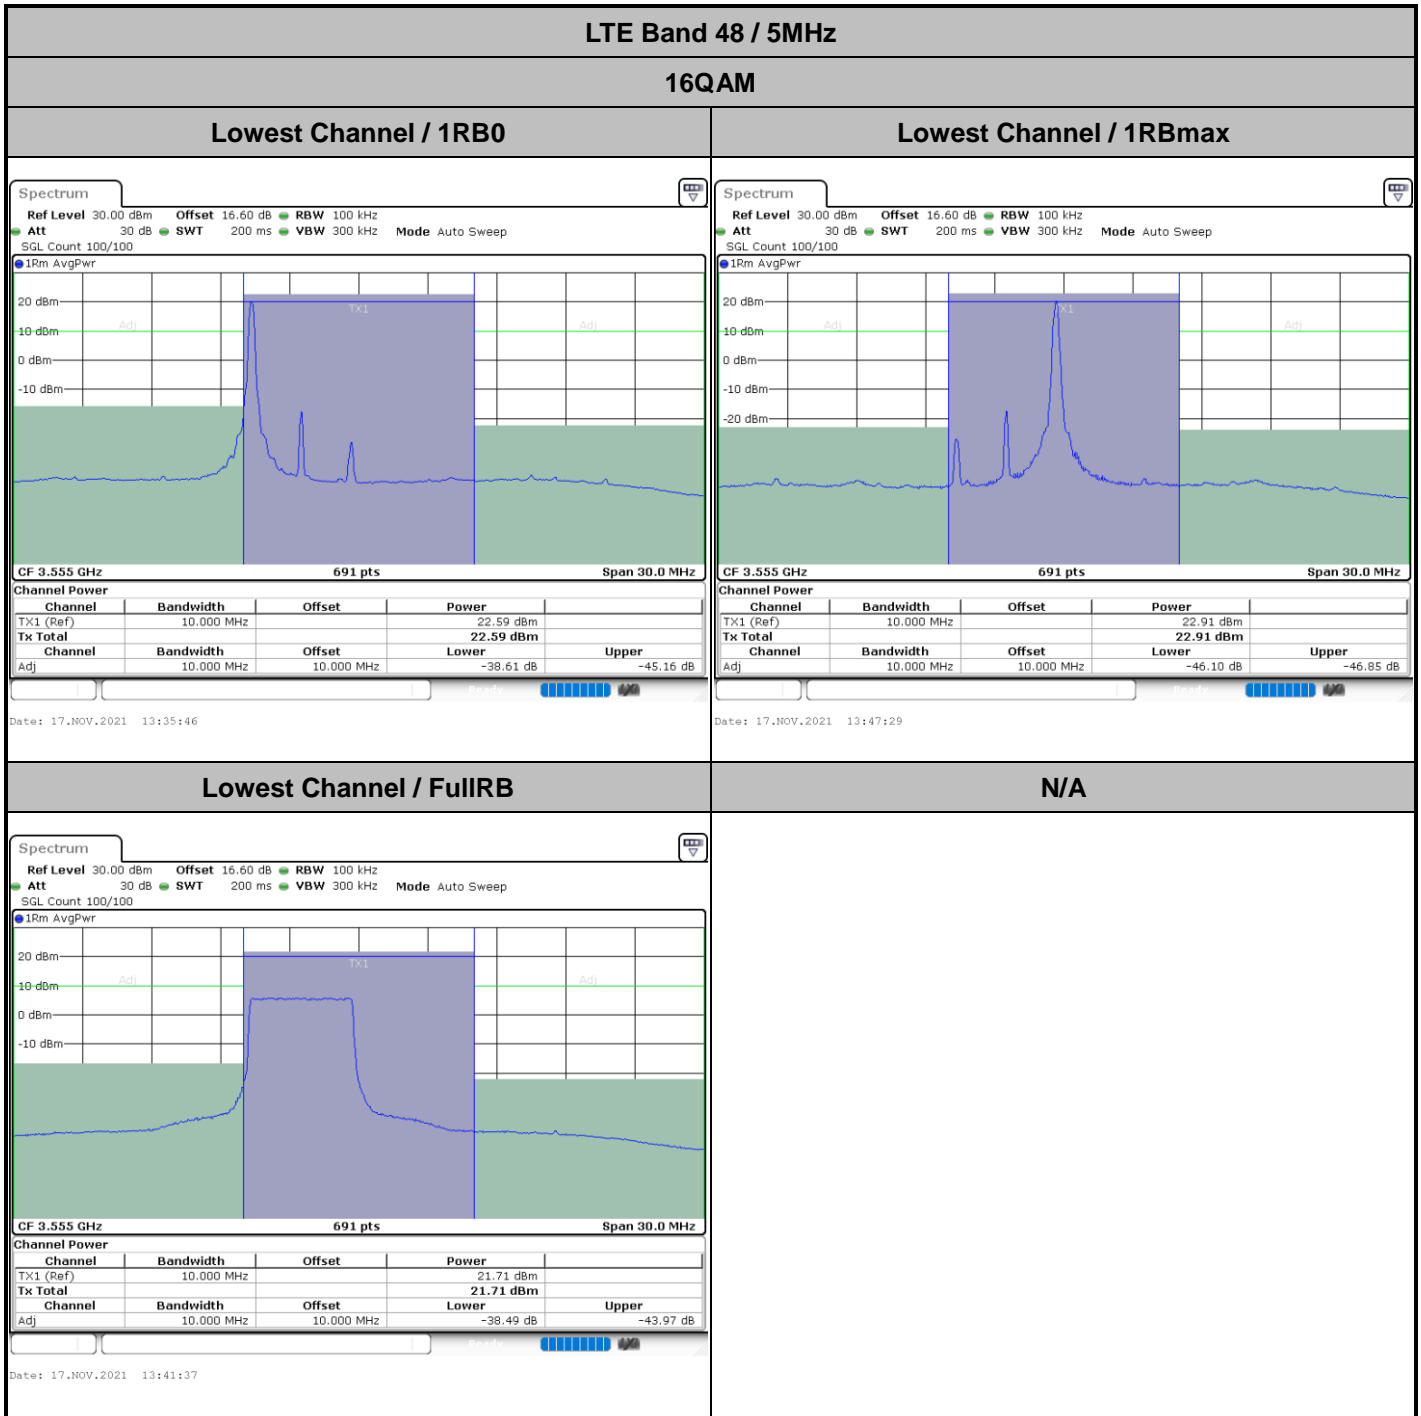 LTE Band 48 / 5MHz
16QAM
Lowest Channel / 1RB0
Lowest Channel / 1RBmax
Spectrum
Ref Level 30.00 dBm Offset 16.60 dB RBW 100 kHz
Att 30 dB SWT 200 ms VBW 300 kHz Mode Auto Sweep
SGL Count 100/100
1Rm AvgPwr
20 dBm
TX1
Adj
Adj
10 dBm
0 dBm
-10 dBm
CF 3.555 GHz 691 pts Span 30.0 MHz
Channel Power
Channel Bandwidth Offset Power
TX1 (Ref) 10.000 MHz 22.59 dBm
Tx Total 22.59 dBm
Channel Bandwidth Offset Lower Upper
Adj 10.000 MHz 10.000 MHz -38.61 dB -45.16 dB
Ready
Date: 17.NOV.2021 13:35:46
Spectrum
Ref Level 30.00 dBm Offset 16.60 dB RBW 100 kHz
Att 30 dB SWT 200 ms VBW 300 kHz Mode Auto Sweep
SGL Count 100/100
1Rm AvgPwr
20 dBm
X1
Adj
Adj
10 dBm
0 dBm
-10 dBm
-20 dBm
CF 3.555 GHz 691 pts Span 30.0 MHz
Channel Power
Channel Bandwidth Offset Power
TX1 (Ref) 10.000 MHz 22.91 dBm
Tx Total 22.91 dBm
Channel Bandwidth Offset Lower Upper
Adj 10.000 MHz 10.000 MHz -46.10 dB -46.85 dB
Ready
Date: 17.NOV.2021 13:47:29
Lowest Channel / FullRB
N/A
Spectrum
Ref Level 30.00 dBm Offset 16.60 dB RBW 100 kHz
Att 30 dB SWT 200 ms VBW 300 kHz Mode Auto Sweep
SGL Count 100/100
1Rm AvgPwr
20 dBm
TX1
Adj
Adj
10 dBm
0 dBm
-10 dBm
CF 3.555 GHz 691 pts Span 30.0 MHz
Channel Power
Channel Bandwidth Offset Power
TX1 (Ref) 10.000 MHz 21.71 dBm
Tx Total 21.71 dBm
Channel Bandwidth Offset Lower Upper
Adj 10.000 MHz 10.000 MHz -38.49 dB -43.97 dB
Ready
Date: 17.NOV.2021 13:41:37